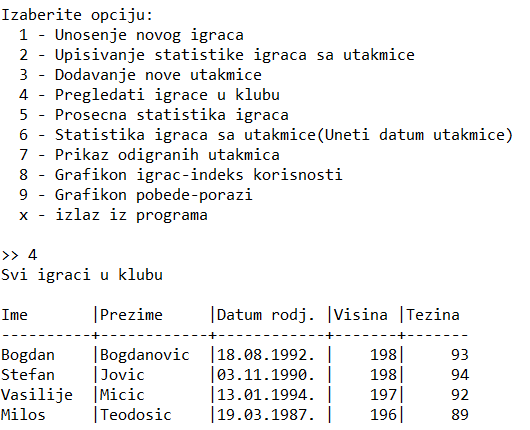 Izaberite opciju:
  1 - Unosenje novog igraca
  2 - Upisivanje statistike igraca sa utakmice
  3 - Dodavanje nove utakmice
  4 - Pregledati igrace u klubu
  5 - Prosecna statistika igraca
  6 - Statistika igraca sa utakmice(Uneti datum utakmice)
  7 - Prikaz odigranih utakmica
  8 - Grafikon igrac-indeks korisnosti
  9 - Grafikon pobede-porazi
  x - izlaz iz programa

>> 4
Svi igraci u klubu

Ime       |Prezime     |Datum rodj. |Visina |Tezina
----------+------------+------------+-------+-------
Bogdan    |Bogdanovic  |18.08.1992. |    198|     93
Stefan    |Jovic       |03.11.1990. |    198|     94
Vasilije  |Micic       |13.01.1994. |    197|     92
Milos     |Teodosic    |19.03.1987. |    196|     89